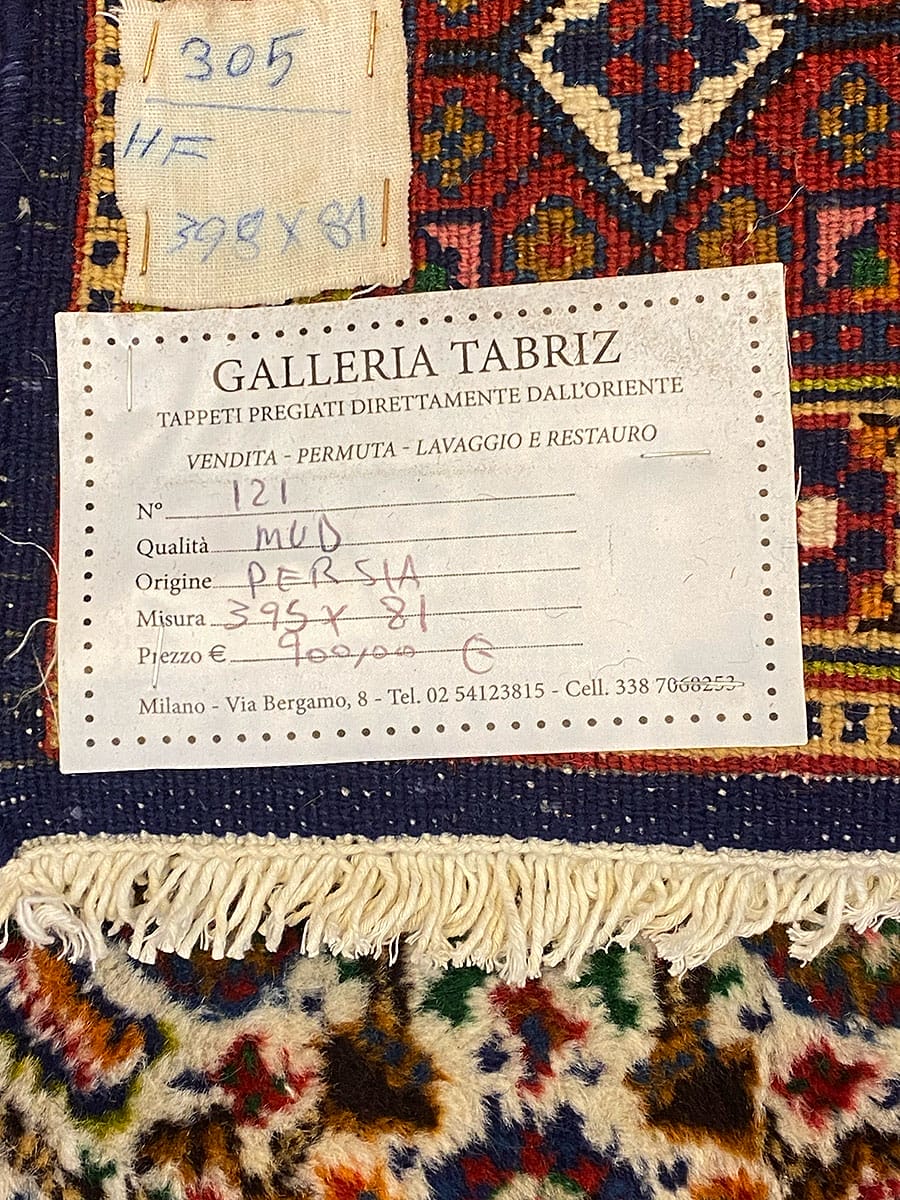 305
HF
398 X 81
GALLERIA TABRIZ
TAPPETI PREGIATI DIRETTAMENTE DALL'ORIENTE
VENDITA - PERMUTA - LAVAGGIO E RESTAURO
N° 121
Qualità MUD
Origine PERSIA
Misura 395 X 81
Prezzo € 900,00 €
Milano - Via Bergamo, 8 - Tel. 02 54123815 - Cell. 338 7068253